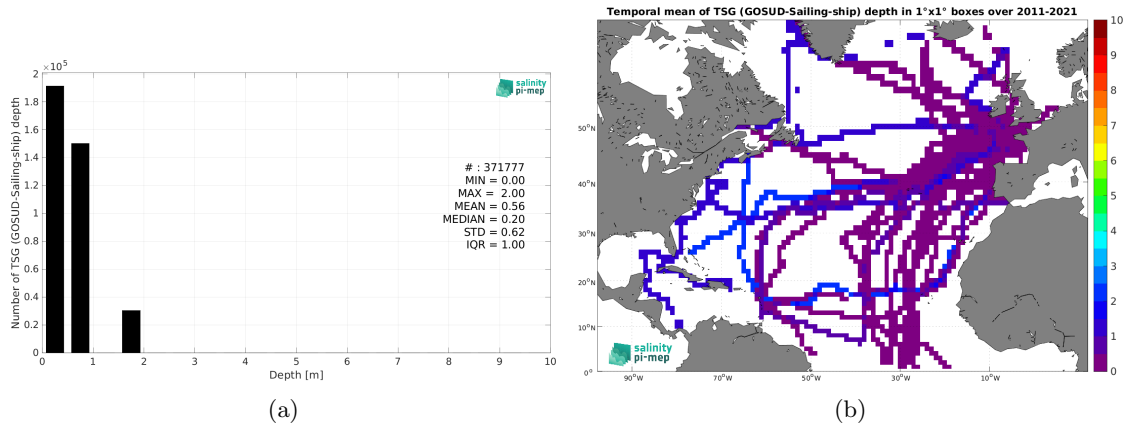 2
1.8
1.6
1.4
1.2
1
0.8
0.6
0.4
0.2
0
×10⁵
Number of TSG (GOSUD-Sailing-ship) depth
salinity
pi-mep
# : 371777
MIN = 0.00
MAX = 2.00
MEAN = 0.56
MEDIAN = 0.20
STD = 0.62
IQR = 1.00
0 1 2 3 4 5 6 7 8 9 10
Depth [m]
(a)
Temporal mean of TSG (GOSUD-Sailing-ship) depth in 1°x1° boxes over 2011-2021
50°N
40°N
30°N
20°N
10°N
0°
90°W 70°W 50°W 30°W 10°W
salinity
pi-mep
10
9
8
7
6
5
4
3
2
1
0
(b)